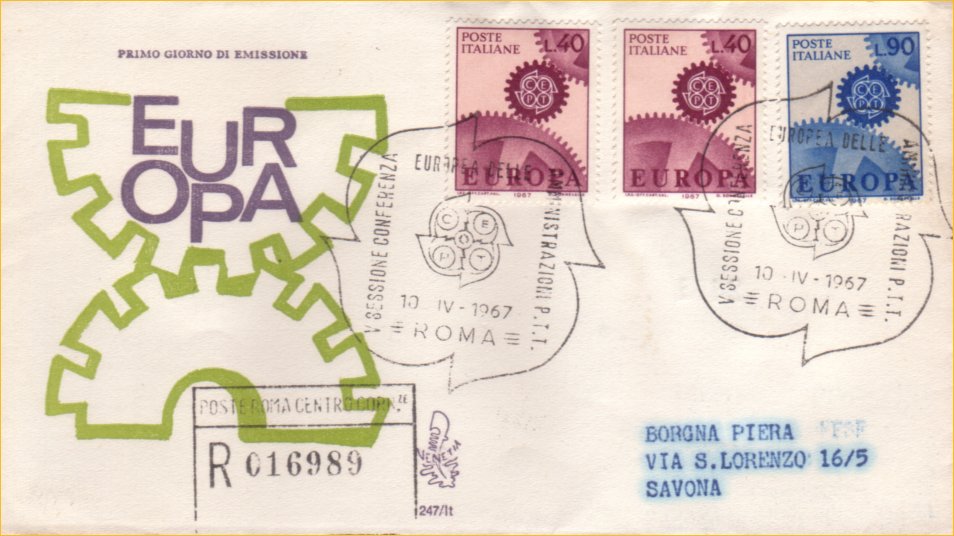 PRIMO GIORNO DI EMISSIONE
EUR
OPA
POSTE ITALIANE L.40
EUROPA
1967
POSTE ITALIANE L.40
EUROPA
1967
POSTE ITALIANE L.90
EUROPA
1967
C E P T
C E P T
C E P T
V SESSIONE CONFERENZA EUROPEA DELLE AMMINISTRAZIONI P.T.T.
C E P T
10-IV-1967
ROMA
V SESSIONE CONFERENZA EUROPEA DELLE AMMINISTRAZIONI P.T.T.
P T
10-IV-1967
ROMA
POSTE ROMA CENTRO CORR.ZE
R 016989
VENETIA
247/It
BORGNA PIERA
VIA S.LORENZO 16/5
SAVONA